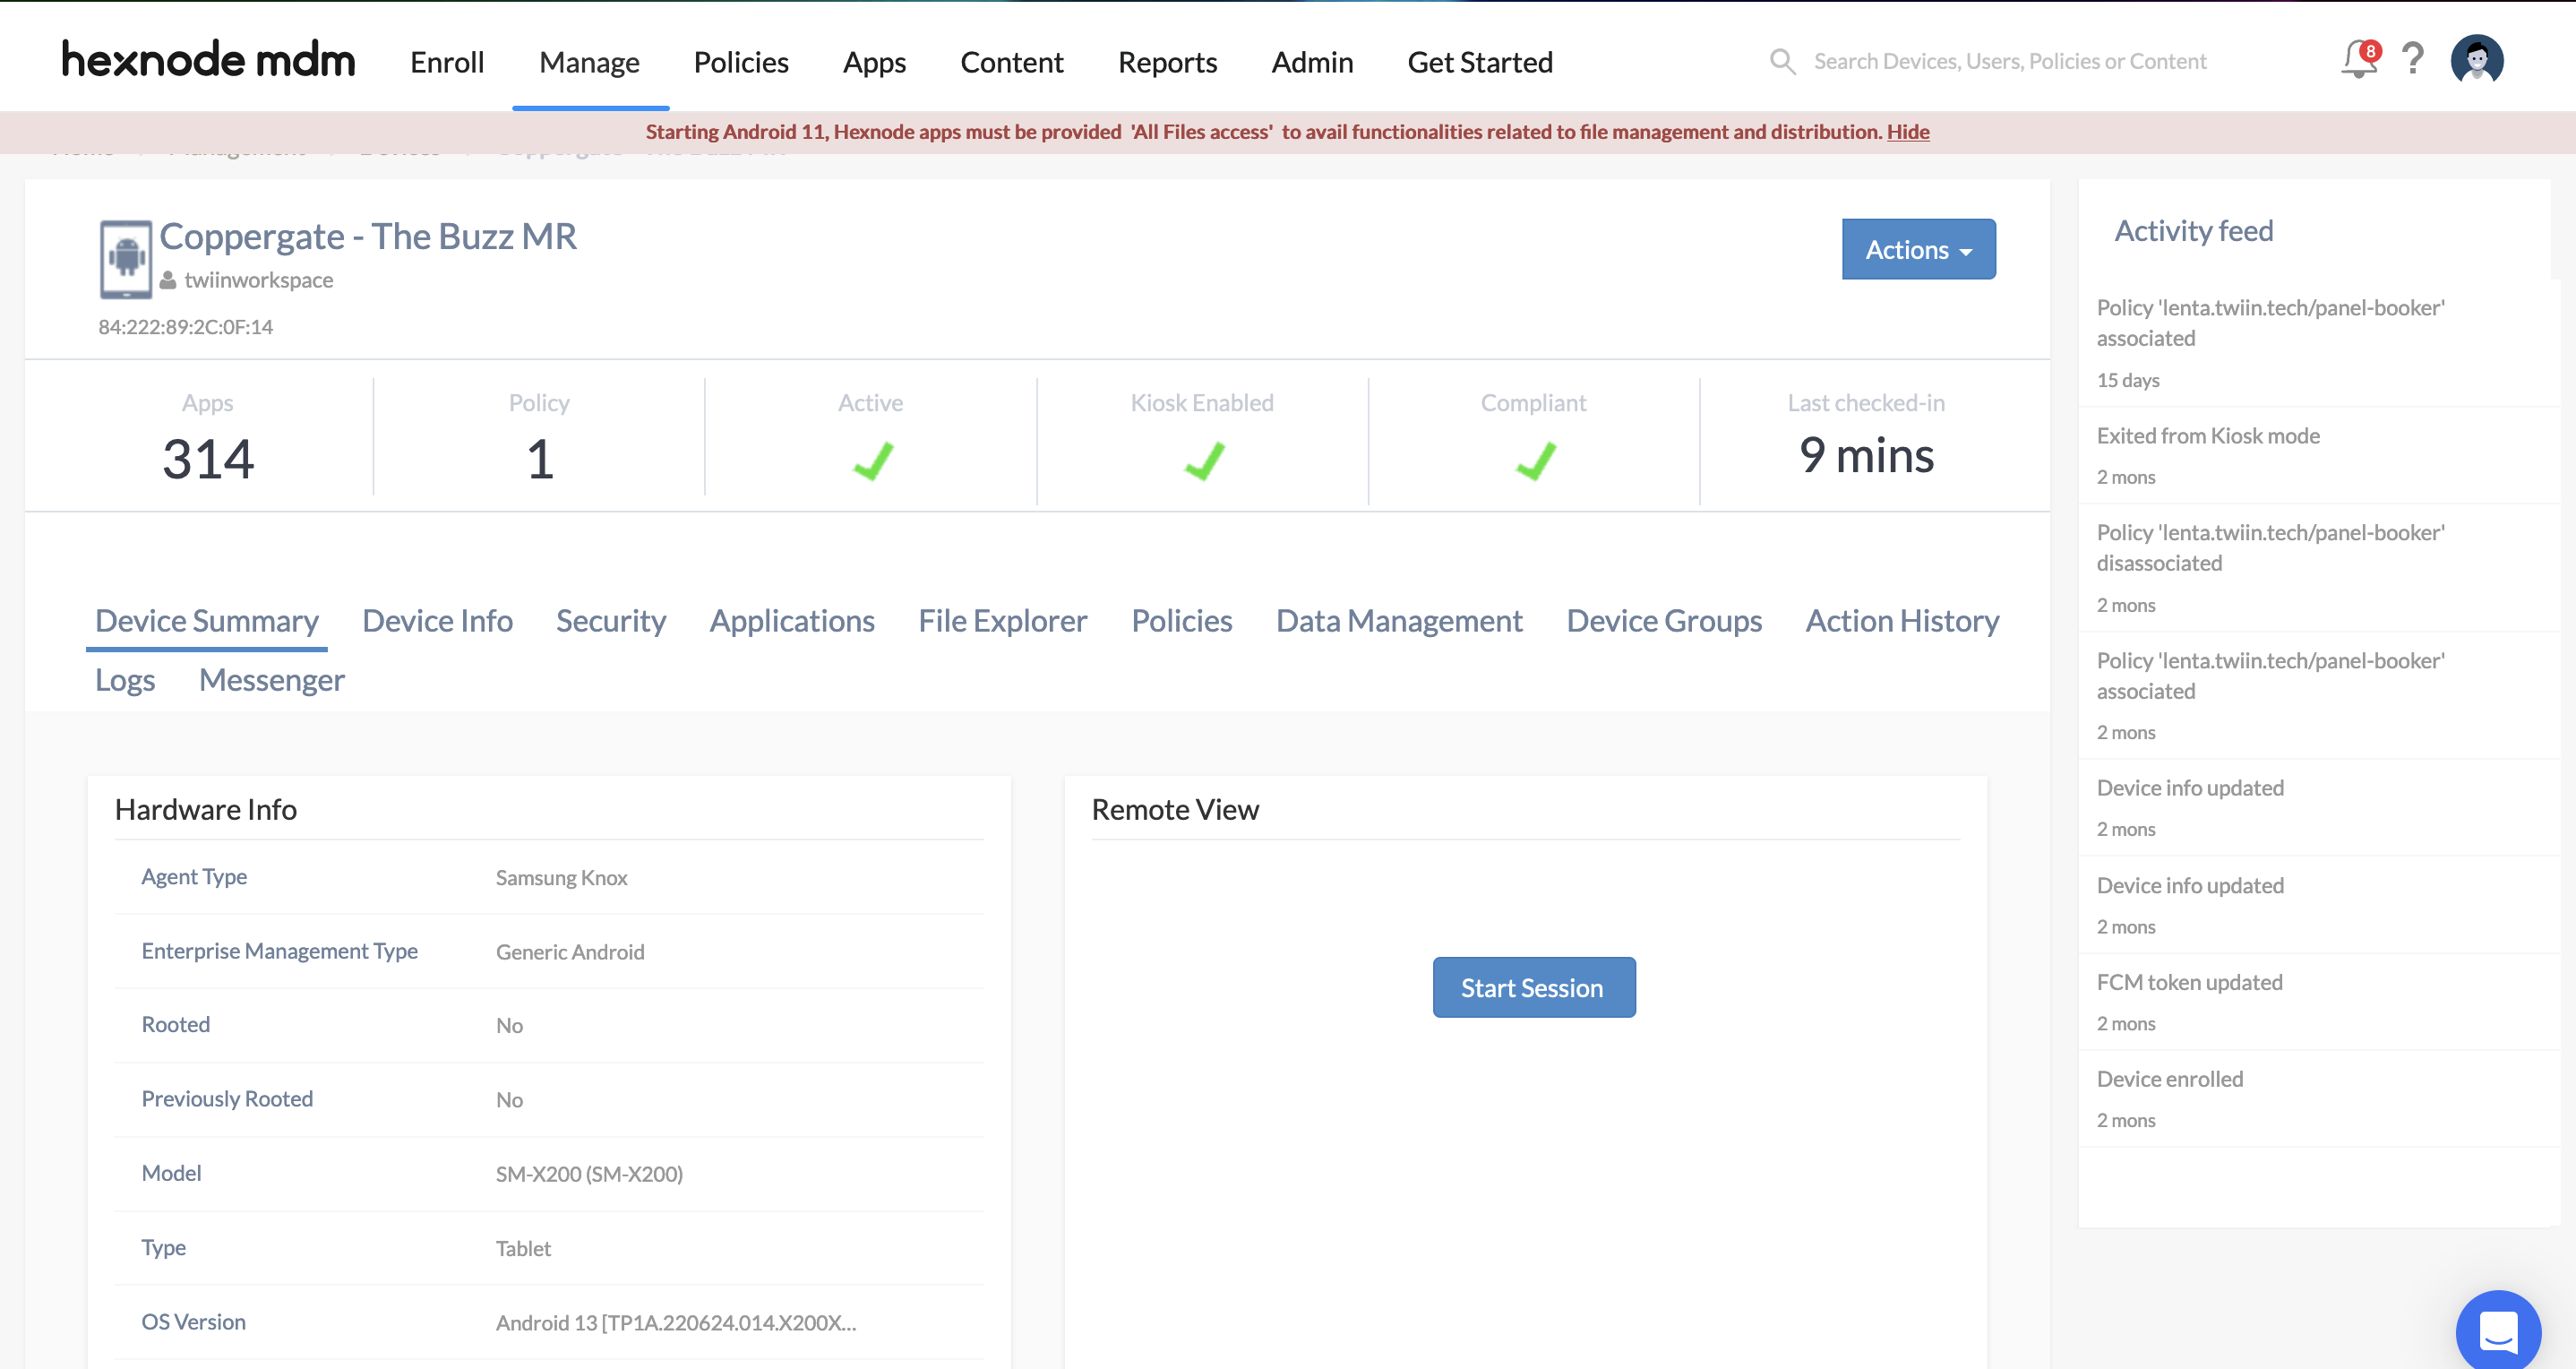 hexnode mdm Enroll Manage Policies Apps Content Reports Admin Get Started Search Devices, Users, Policies or Content 8 ?
Starting Android 11, Hexnode apps must be provided 'All Files access' to avail functionalities related to file management and distribution. Hide
Coppergate - The Buzz MR
twiinworkspace
84:222:89:2C:0F:14
Actions
Apps Policy Active Kiosk Enabled Compliant Last checked-in
314 1 9 mins
Device Summary Device Info Security Applications File Explorer Policies Data Management Device Groups Action History
Logs Messenger
Hardware Info
Agent Type Samsung Knox
Enterprise Management Type Generic Android
Rooted No
Previously Rooted No
Model SM-X200 (SM-X200)
Type Tablet
OS Version Android 13 [TP1A.220624.014.X200X...
Remote View
Start Session
Activity feed
Policy 'lenta.twiin.tech/panel-booker'
associated
15 days
Exited from Kiosk mode
2 mons
Policy 'lenta.twiin.tech/panel-booker'
disassociated
2 mons
Policy 'lenta.twiin.tech/panel-booker'
associated
2 mons
Device info updated
2 mons
Device info updated
2 mons
FCM token updated
2 mons
Device enrolled
2 mons